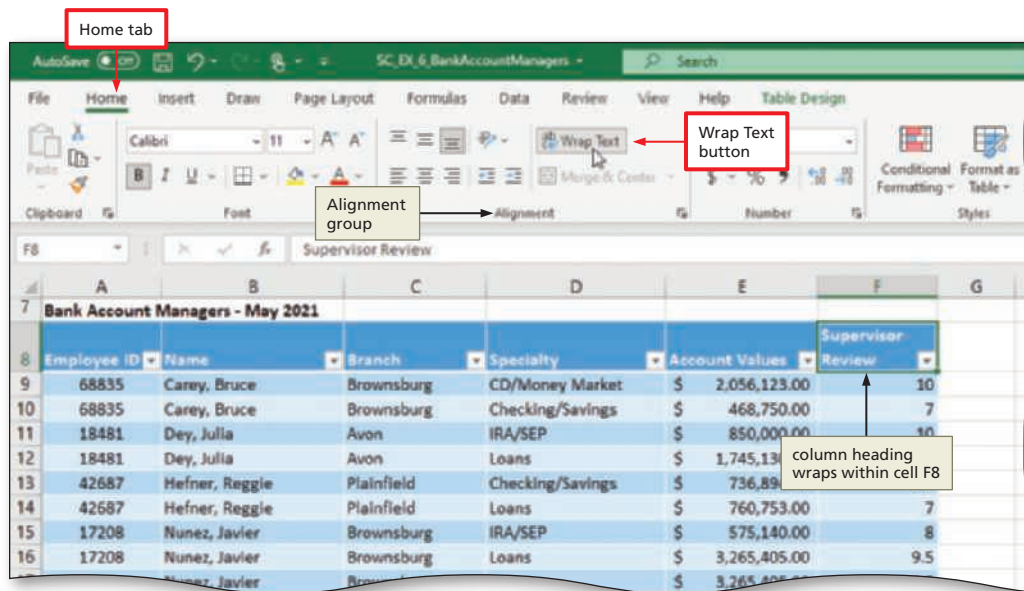 Home tab
AutoSave Off SC_EX_6_BankAccountManagers Search
File Home Insert Draw Page Layout Formulas Data Review View Help Table Design
Calibri 11 A A Wrap Text
Wrap Text
button
Paste B I U A Merge & Center $ % 9 Conditional Formatting Format as Table
Alignment
group
Clipboard Font Alignment Number Styles
F8 fx Supervisor Review
A B C D E F G
7 Bank Account Managers - May 2021
8 Employee ID Name Branch Specialty Account Values Supervisor Review
9 68835 Carey, Bruce Brownsburg CD/Money Market $ 2,056,123.00 10
10 68835 Carey, Bruce Brownsburg Checking/Savings $ 468,750.00 7
11 18481 Dey, Julia Avon IRA/SEP $ 850,000.00 10
12 18481 Dey, Julia Avon Loans $
column heading
wraps within cell F8
13 42687 Hefner, Reggie Plainfield Checking/Savings $
14 42687 Hefner, Reggie Plainfield Loans $ 760,753.00 7
15 17208 Nunez, Javier Brownsburg IRA/SEP $ 575,140.00 8
16 17208 Nunez, Javier Brownsburg Loans $ 3,265,405.00 9.5
Nunez, Javier $